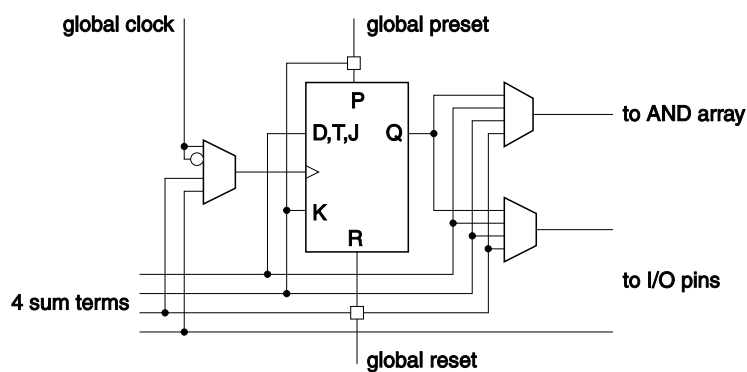 global clock
global preset
P
D,T,J
Q
to AND array
K
R
4 sum terms
to I/O pins
global reset